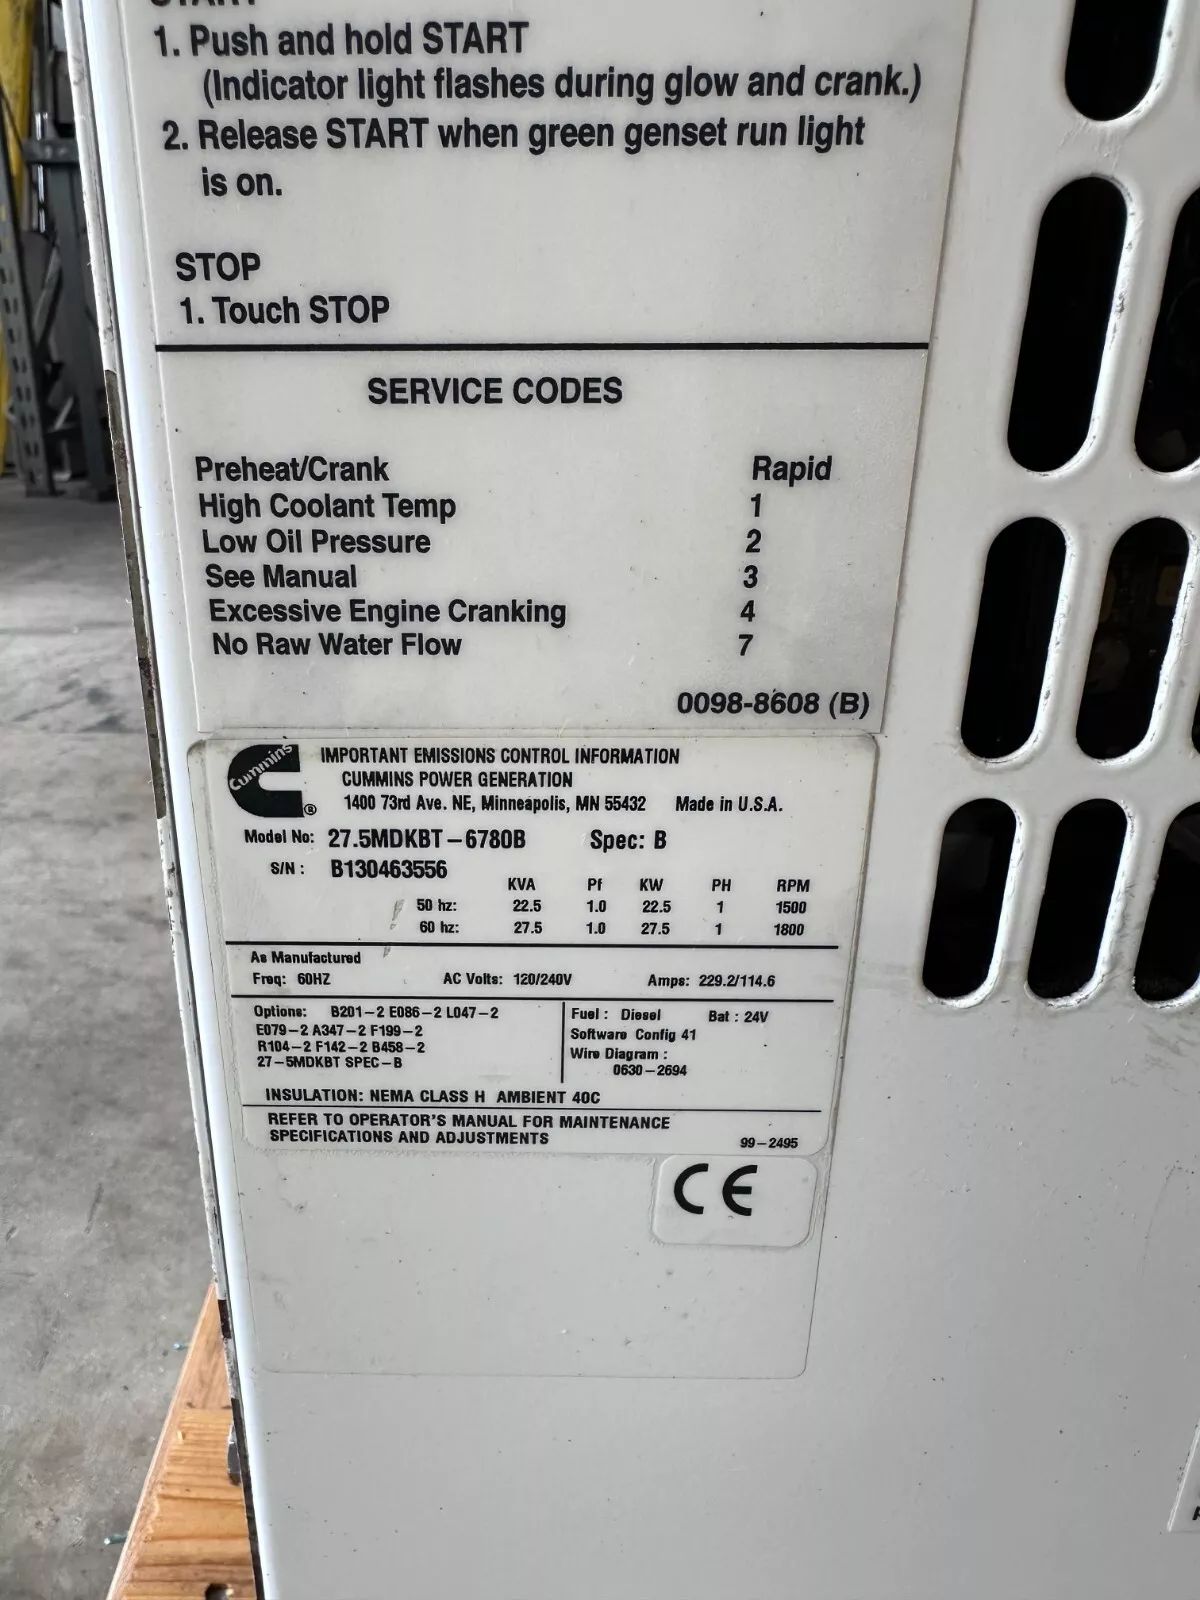 START
1. Push and hold START
(Indicator light flashes during glow and crank.)
2. Release START when green genset run light
is on.
STOP
1. Touch STOP
SERVICE CODES
Preheat/Crank Rapid
High Coolant Temp 1
Low Oil Pressure 2
See Manual 3
Excessive Engine Cranking 4
No Raw Water Flow 7
0098-8608 (B)
Cummins ®
IMPORTANT EMISSIONS CONTROL INFORMATION
CUMMINS POWER GENERATION
1400 73rd Ave. NE, Minneapolis, MN 55432 Made in U.S.A.
Model No: 27.5MDKBT-6780B Spec: B
S/N : B130463556
KVA Pf KW PH RPM
50 hz: 22.5 1.0 22.5 1 1500
60 hz: 27.5 1.0 27.5 1 1800
As Manufactured
Freq: 60HZ AC Volts: 120/240V Amps: 229.2/114.6
Options: B201-2 E086-2 L047-2
E079-2 A347-2 F199-2
R104-2 F142-2 B458-2
27-5MDKBT SPEC-B
Fuel : Diesel Bat : 24V
Software Config 41
Wire Diagram :
0630-2694
INSULATION: NEMA CLASS H AMBIENT 40C
REFER TO OPERATOR'S MANUAL FOR MAINTENANCE
SPECIFICATIONS AND ADJUSTMENTS 99-2495
CE